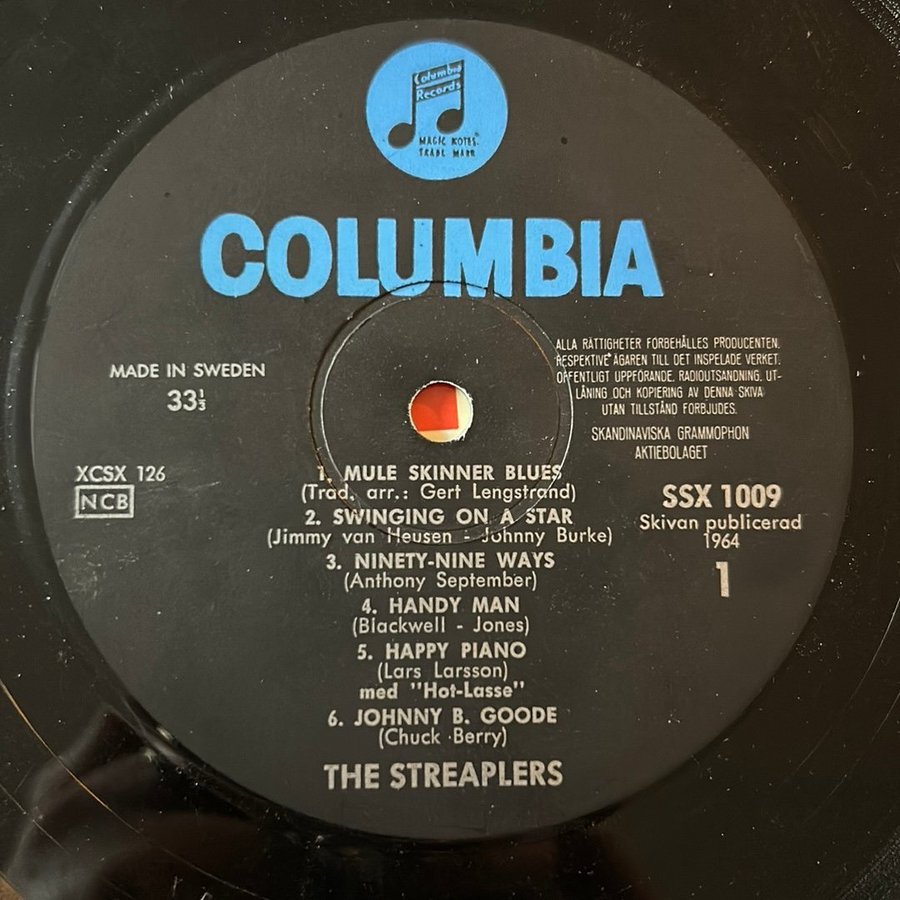 Columbia
Records
MAGIC NOTES
TRADE MARK
COLUMBIA
MADE IN SWEDEN
33⅓
ALLA RÄTTIGHETER FÖRBEHÅLLES PRODUCENTEN.
RESPEKTIVE ÄGAREN TILL DET INSPELADE VERKET.
OFFENTLIGT UPPFÖRANDE, RADIOUTSÄNDNING, UT-
LÅNING OCH KOPIERING AV DENNA SKIVA
UTAN TILLSTÅND FÖRBJUDES.
SKANDINAVISKA GRAMMOPHON
AKTIEBOLAGET
XCSX 126
NCB
SSX 1009
Skivan publicerad
1964
1
1. MULE SKINNER BLUES
(Trad. arr.: Gert Lengstrand)
2. SWINGING ON A STAR
(Jimmy van Heusen - Johnny Burke)
3. NINETY-NINE WAYS
(Anthony September)
4. HANDY MAN
(Blackwell - Jones)
5. HAPPY PIANO
(Lars Larsson)
med "Hot-Lasse"
6. JOHNNY B. GOODE
(Chuck Berry)
THE STREAPLERS